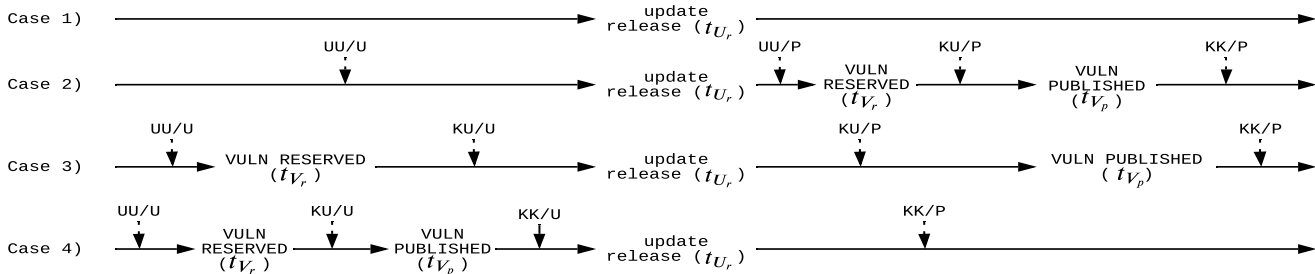 Case 1) update
release (t_{U_r})
UU/U UU/P KU/P KK/P
Case 2) update VULN VULN
release (t_{U_r}) RESERVED PUBLISHED
(t_{V_r}) (t_{V_p})
UU/U KU/U KU/P KK/P
Case 3) VULN RESERVED update VULN PUBLISHED
(t_{V_r}) release (t_{U_r}) (t_{V_p})
UU/U KU/U KK/U KK/P
Case 4) VULN VULN update
RESERVED PUBLISHED release (t_{U_r})
(t_{V_r}) (t_{V_p})